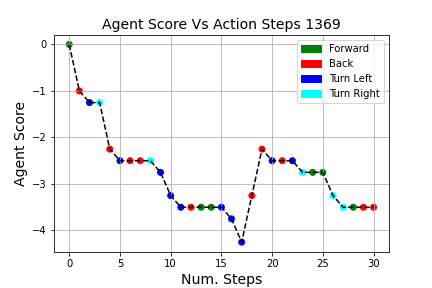 Agent Score Vs Action Steps 1369
0
−1
−2
−3
−4
Agent Score
Forward
Back
Turn Left
Turn Right
0 5 10 15 20 25 30
Num. Steps